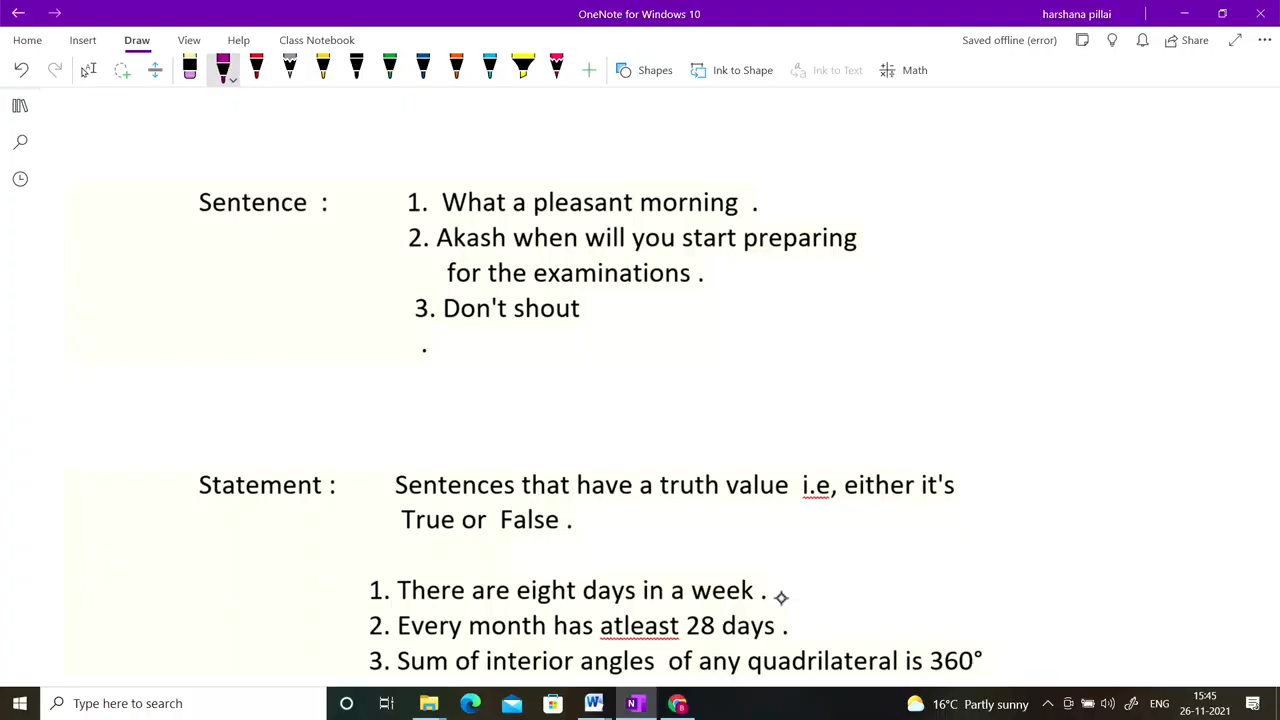 OneNote for Windows 10
harshana pillai
Home Insert Draw View Help Class Notebook
Saved offline (error) Share
Shapes Ink to Shape Ink to Text Math
Sentence : 1. What a pleasant morning .
2. Akash when will you start preparing
for the examinations .
3. Don't shout
.
Statement : Sentences that have a truth value i.e, either it's
True or False .
1. There are eight days in a week .
2. Every month has atleast 28 days .
3. Sum of interior angles of any quadrilateral is 360°
Type here to search
16°C Partly sunny ENG 15:45
26-11-2021